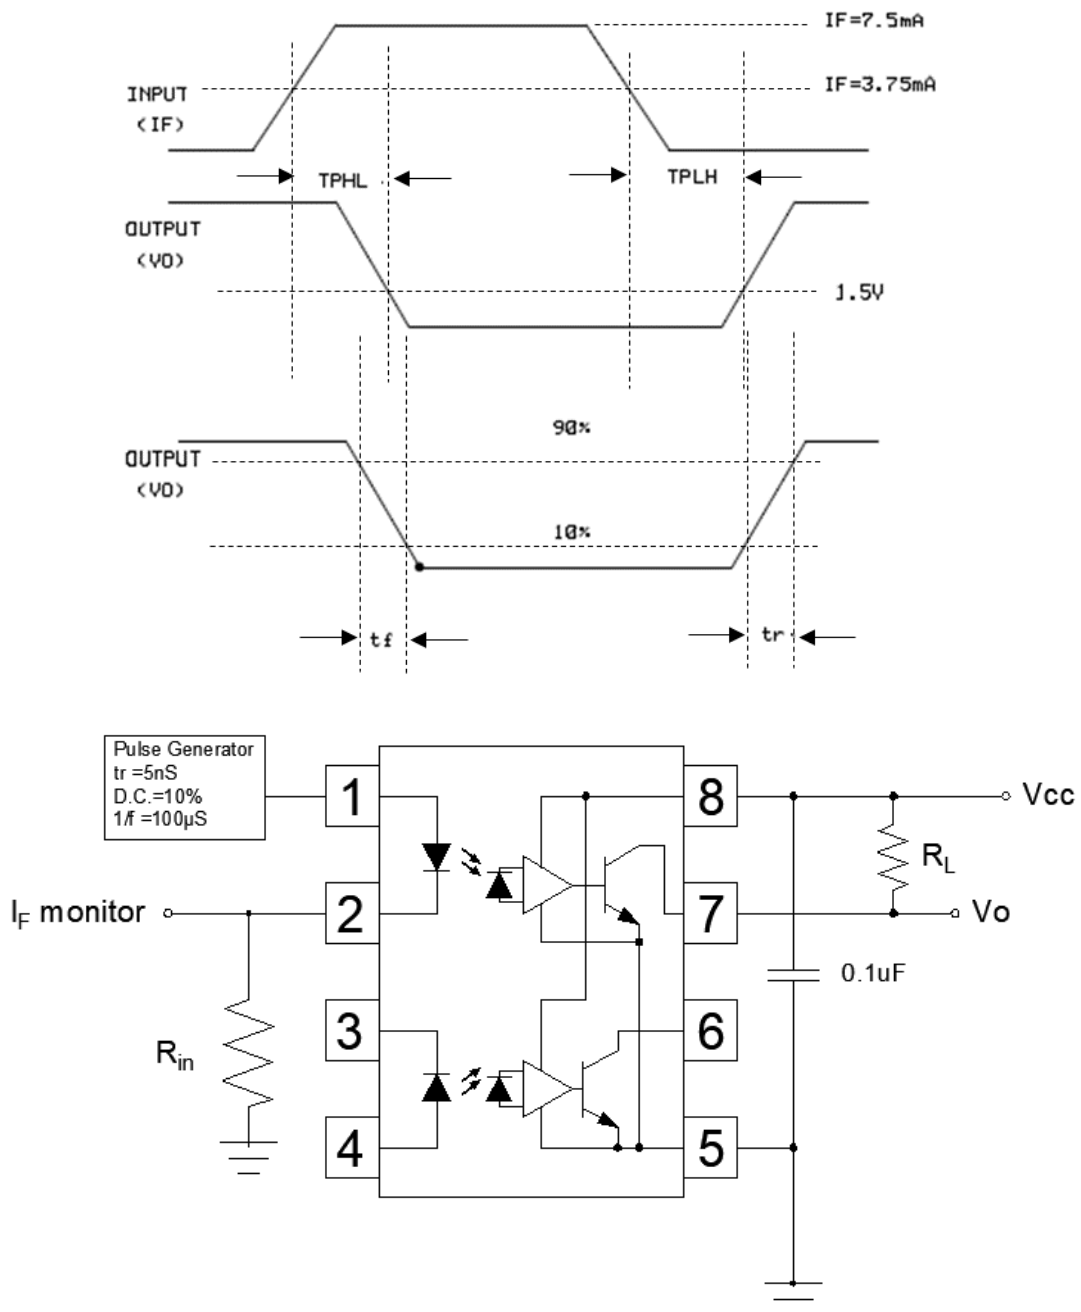 IF=7.5mA
IF=3.75mA
INPUT
(IF)
TPHL
TPLH
OUTPUT
(VO)
1.5V
90%
OUTPUT
(VO)
10%
tf
tr
Pulse Generator
tr =5nS
D.C.=10%
1/f =100µS
1
8
Vcc
RL
IF monitor
2
7
Vo
0.1uF
3
6
Rin
4
5